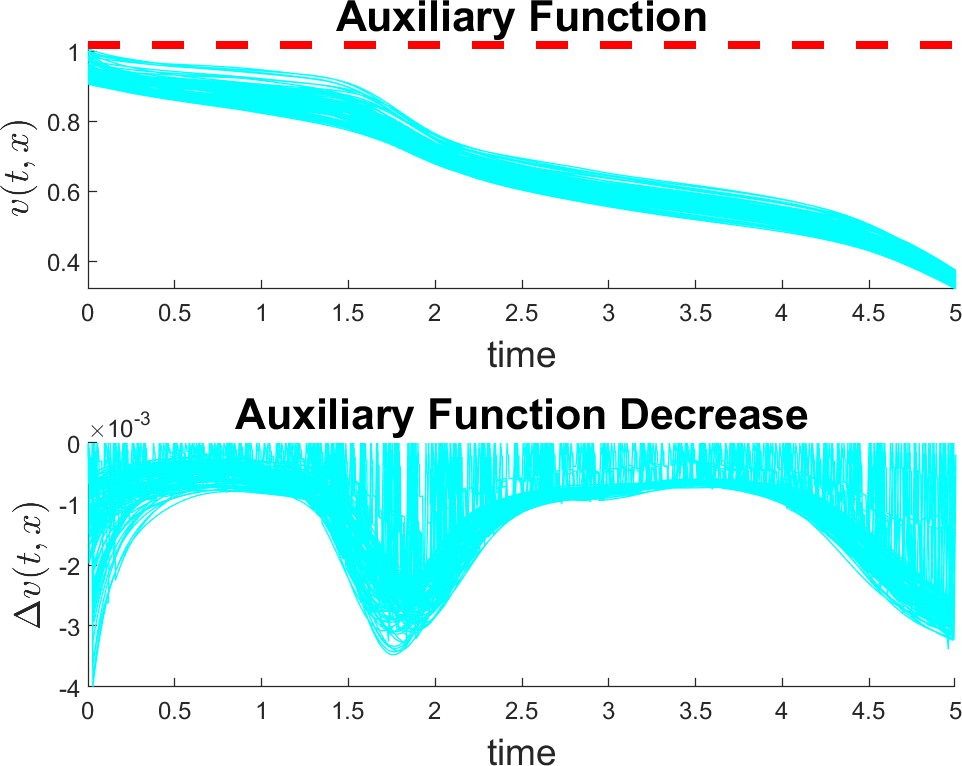 Auxiliary Function
1
0.8
0.6
0.4
v(t, x)
0 0.5 1 1.5 2 2.5 3 3.5 4 4.5 5
time
Auxiliary Function Decrease
×10-3
0
-1
-2
-3
-4
Δv(t, x)
0 0.5 1 1.5 2 2.5 3 3.5 4 4.5 5
time